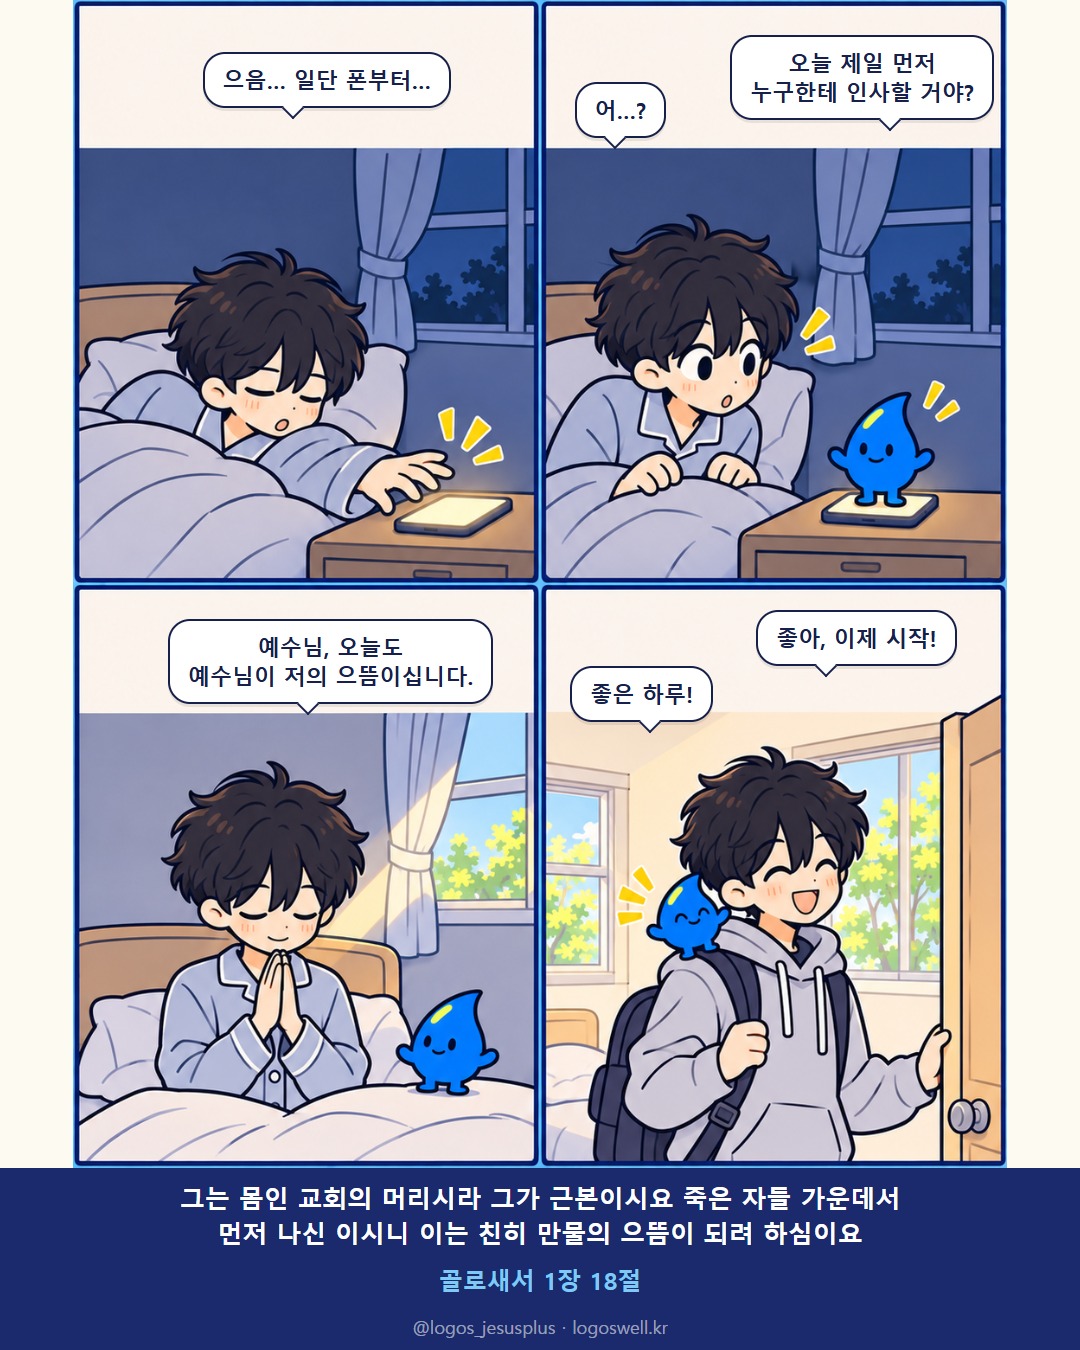 으음... 일단 폰부터...
어...?
오늘 제일 먼저
누구한테 인사할 거야?
예수님, 오늘도
예수님이 저의 으뜸이십니다.
좋은 하루!
좋아, 이제 시작!
그는 몸인 교회의 머리시라 그가 근본이시요 죽은 자들 가운데서
먼저 나신 이시니 이는 친히 만물의 으뜸이 되려 하심이요
골로새서 1장 18절
@logos_jesusplus · logoswell.kr